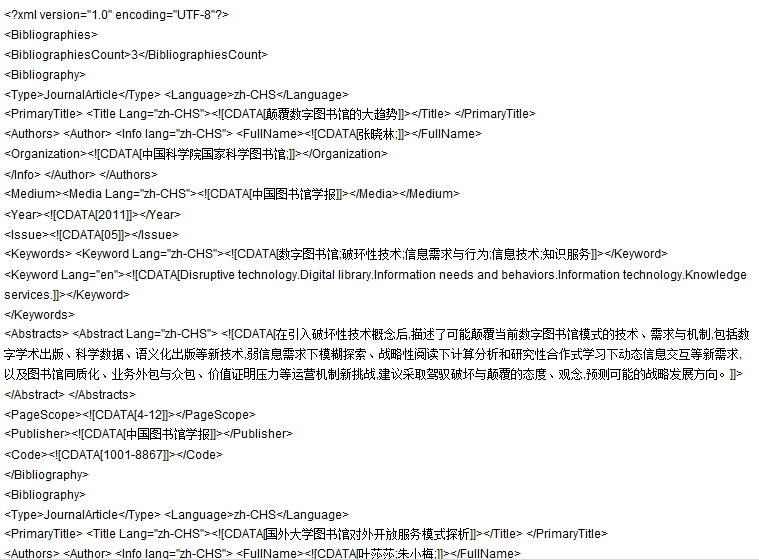 <?xml version="1.0" encoding="UTF-8"?>
<Bibliographies>
<BibliographiesCount>3</BibliographiesCount>
<Bibliography>
<Type>JournalArticle</Type> <Language>zh-CHS</Language>
<PrimaryTitle> <Title Lang="zh-CHS"><![CDATA[颠覆数字图书馆的大趋势]]></Title> </PrimaryTitle>
<Authors> <Author> <Info lang="zh-CHS"> <FullName><![CDATA[张晓林;]]></FullName>
<Organization><![CDATA[中国科学院国家科学图书馆;]]></Organization>
</Info> </Author> </Authors>
<Medium><Media Lang="zh-CHS"><![CDATA[中国图书馆学报]]></Media></Medium>
<Year><![CDATA[2011]]></Year>
<Issue><![CDATA[05]]></Issue>
<Keywords> <Keyword Lang="zh-CHS"><![CDATA[数字图书馆;破坏性技术;信息需求与行为;信息技术;知识服务]]></Keyword>
<Keyword Lang="en"><![CDATA[Disruptive technology.Digital library.Information needs and behaviors.Information technology.Knowledge
services.]]></Keyword>
</Keywords>
<Abstracts> <Abstract Lang="zh-CHS"> <![CDATA[在引入破坏性技术概念后,描述了可能颠覆当前数字图书馆模式的技术、需求与机制,包括数
字学术出版、科学数据、语义化出版等新技术,弱信息需求下模糊探索、战略性阅读下计算分析和研究性合作式学习下动态信息交互等新需求,
以及图书馆同质化、业务外包与众包、价值证明压力等运营机制新挑战,建议采取驾驭破坏与颠覆的态度、观念,预测可能的战略发展方向。]]>
</Abstract> </Abstracts>
<PageScope><![CDATA[4-12]]></PageScope>
<Publisher><![CDATA[中国图书馆学报]]></Publisher>
<Code><![CDATA[1001-8867]]></Code>
</Bibliography>
<Bibliography>
<Type>JournalArticle</Type> <Language>zh-CHS</Language>
<PrimaryTitle> <Title Lang="zh-CHS"><![CDATA[国外大学图书馆对外开放服务模式探析]]></Title> </PrimaryTitle>
<Authors> <Author> <Info lang="zh-CHS"> <FullName><![CDATA[叶莎莎;朱小梅;]]></FullName>